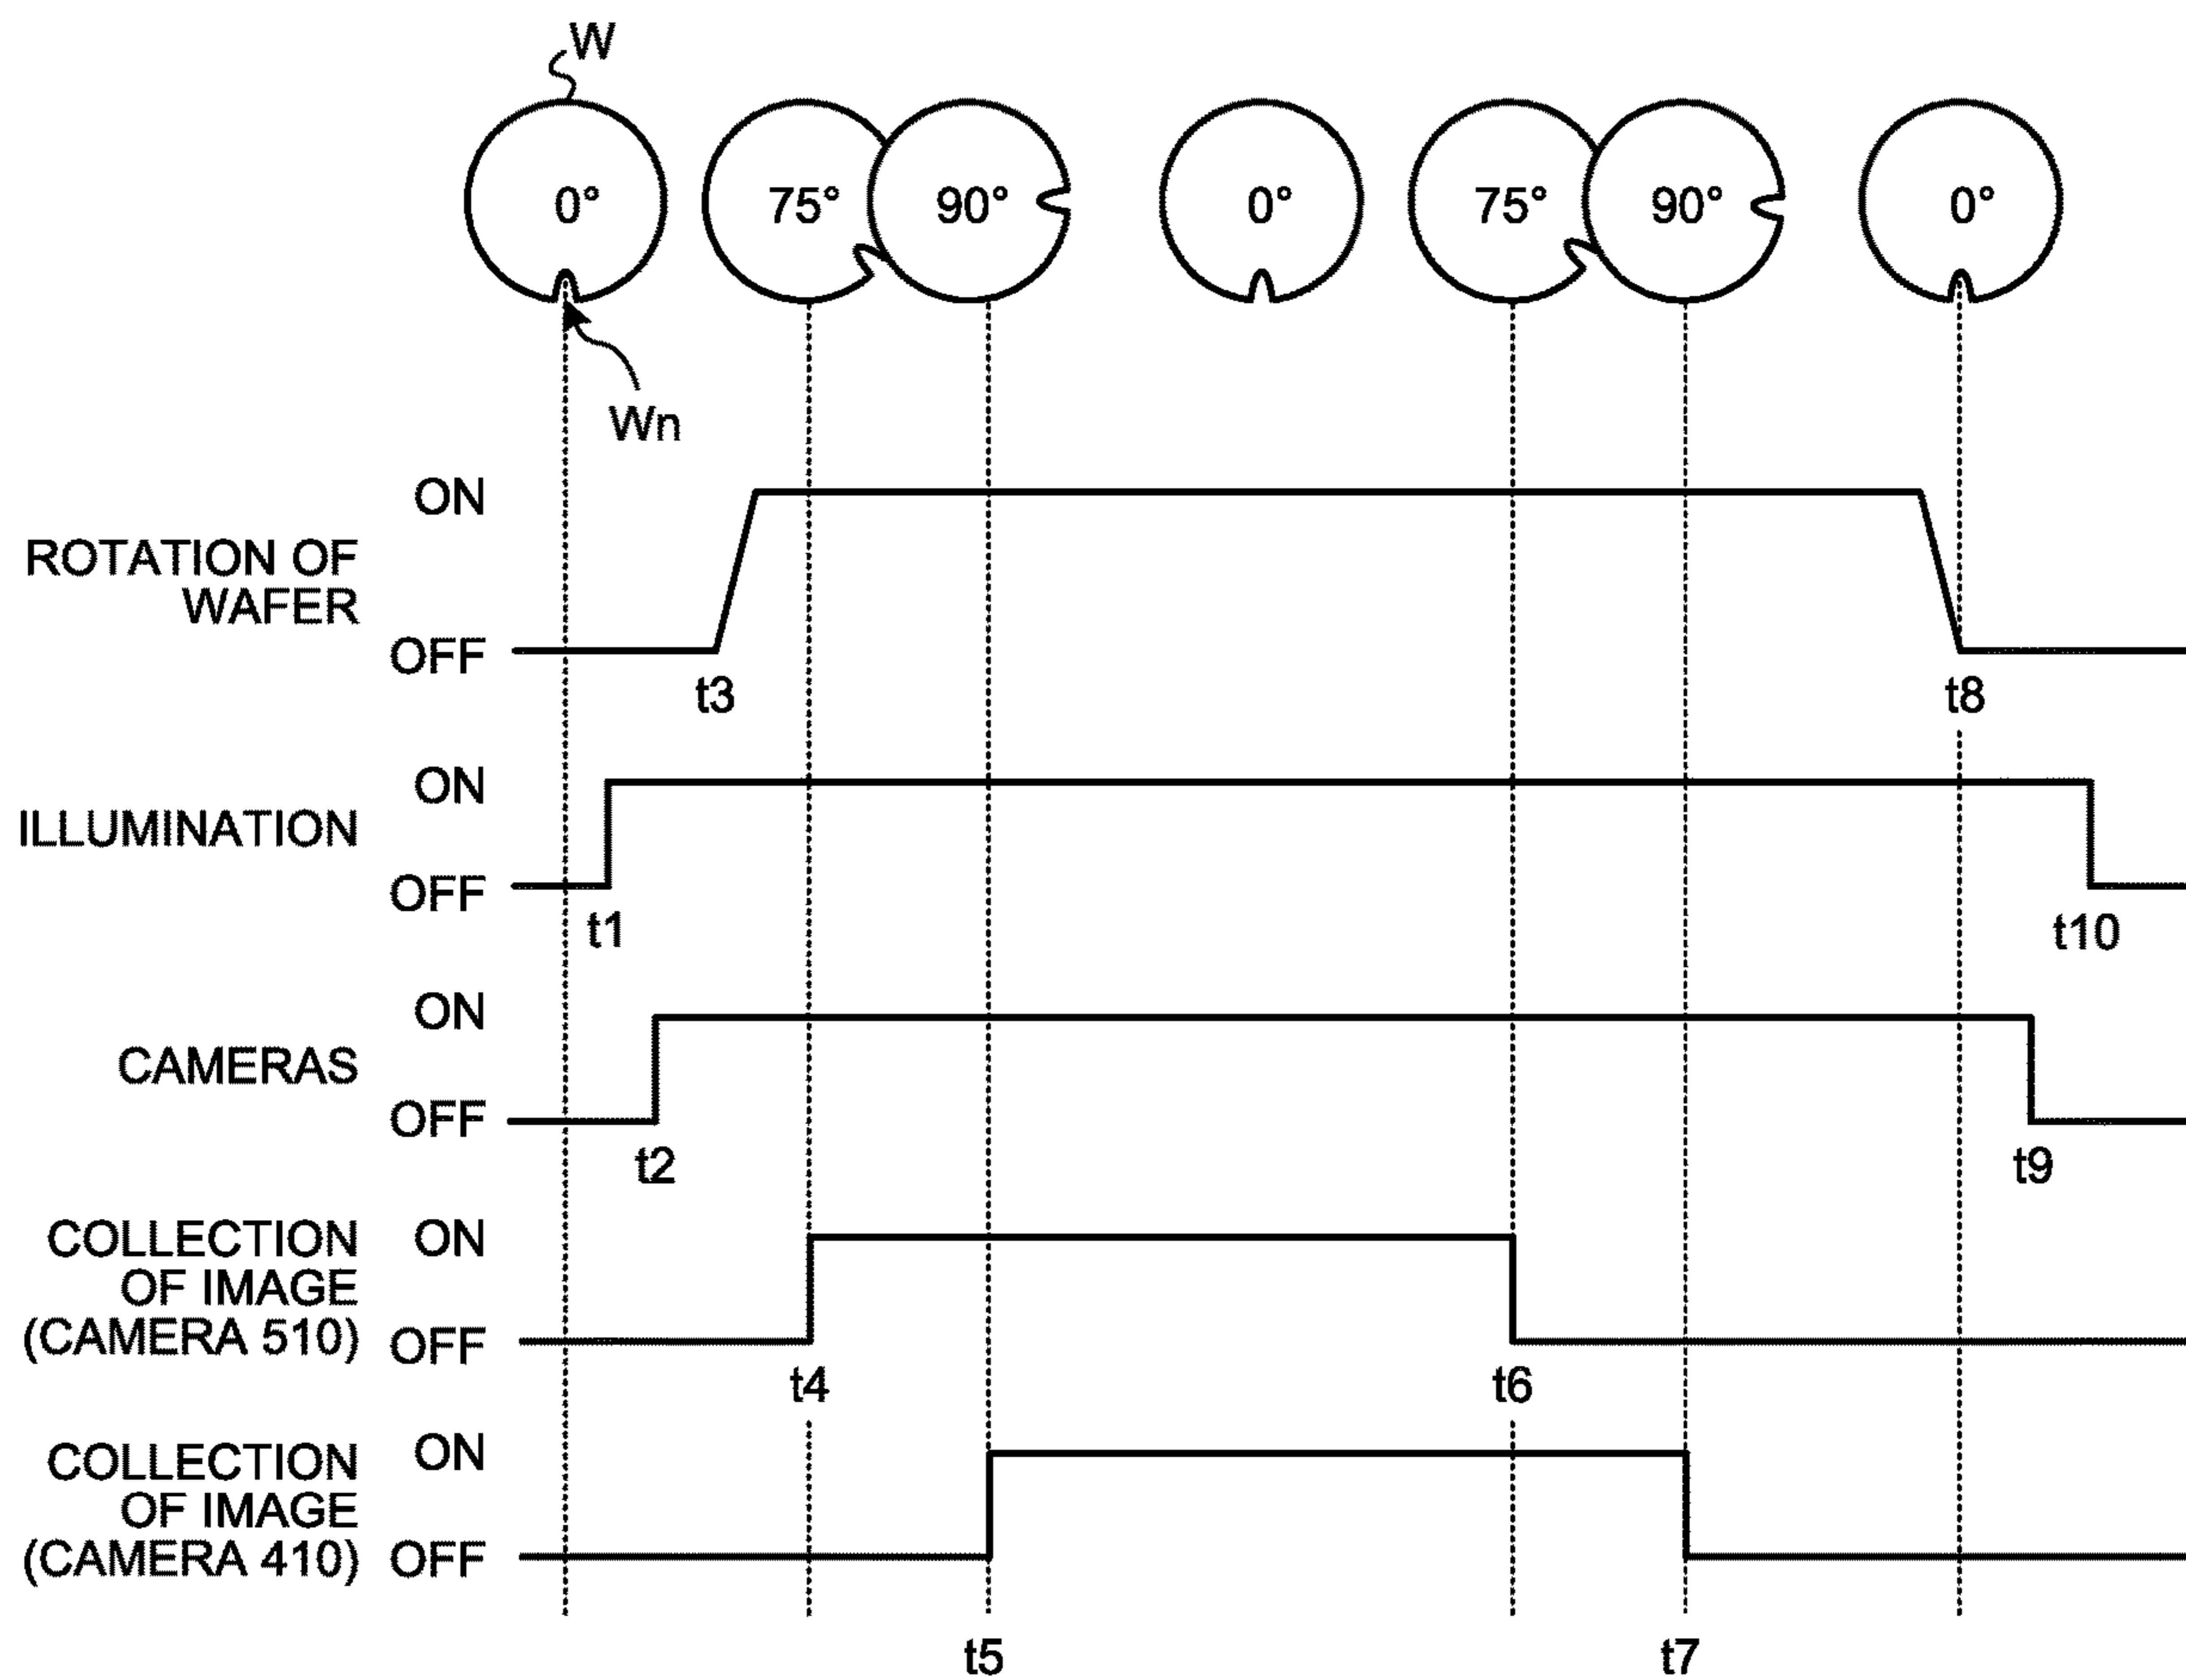 W
0°
75°
90°
0°
75°
90°
0°
Wn
ON
ROTATION OF
WAFER
OFF
t3
t8
ON
ILLUMINATION
OFF
t1
t10
ON
CAMERAS
OFF
t2
t9
COLLECTION
OF IMAGE
(CAMERA 510)
ON
OFF
t4
t6
COLLECTION
OF IMAGE
(CAMERA 410)
ON
OFF
t5
t7